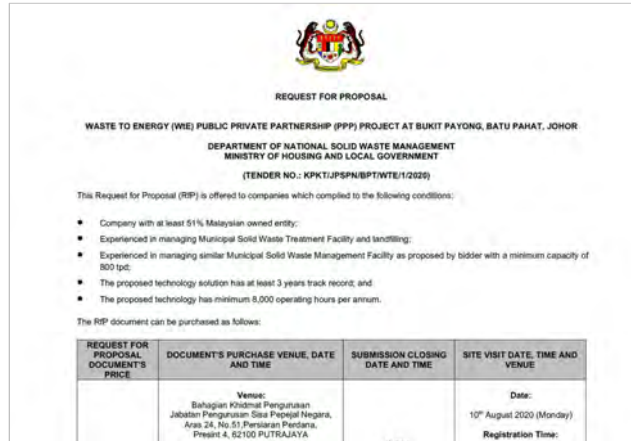 REQUEST FOR PROPOSAL
WASTE TO ENERGY (WtE) PUBLIC PRIVATE PARTNERSHIP (PPP) PROJECT AT BUKIT PAYONG, BATU PAHAT, JOHOR
DEPARTMENT OF NATIONAL SOLID WASTE MANAGEMENT
MINISTRY OF HOUSING AND LOCAL GOVERNMENT
(TENDER NO.: KPKT/JPSPN/BPT/WTE/1/2020)
This Request for Proposal (RfP) is offered to companies which complied to the following conditions:
• Company with at least 51% Malaysian owned entity;
• Experienced in managing Municipal Solid Waste Treatment Facility and landfilling;
• Experienced in managing similar Municipal Solid Waste Management Facility as proposed by bidder with a minimum capacity of
800 tpd;
• The proposed technology solution has at least 3 years track record; and
• The proposed technology has minimum 8,000 operating hours per annum.
The RfP document can be purchased as follows:
REQUEST FOR
PROPOSAL
DOCUMENT'S
PRICE
DOCUMENT'S PURCHASE VENUE, DATE
AND TIME
SUBMISSION CLOSING
DATE AND TIME
SITE VISIT DATE, TIME AND
VENUE
Venue:
Bahagian Khidmat Pengurusan
Jabatan Pengurusan Sisa Pepejal Negara,
Aras 24, No.51,Persiaran Perdana,
Presint 4, 62100 PUTRAJAYA
Date:
10th August 2020 (Monday)
Registration Time: